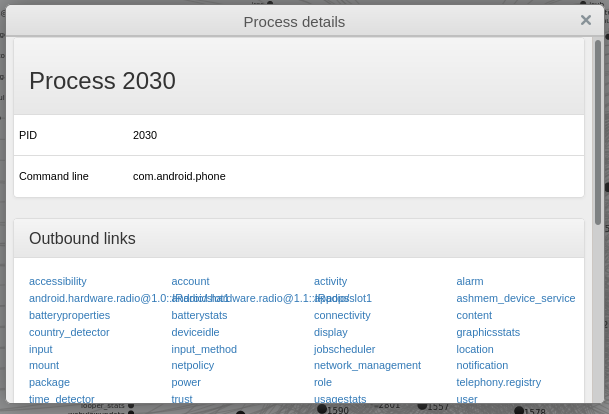 Process details
Process 2030
PID 2030
Command line com.android.phone
Outbound links
accessibility account activity alarm
android.hardware.radio@1.0::IRadio/slot1 android.hardware.radio@1.1::IRadio/slot1 appops ashmem_device_service
batteryproperties batterystats connectivity content
country_detector deviceidle display graphicsstats
input input_method jobscheduler location
mount netpolicy network_management notification
package power role telephony.registry
time_detector trust usagestats user
1590 1557 1578